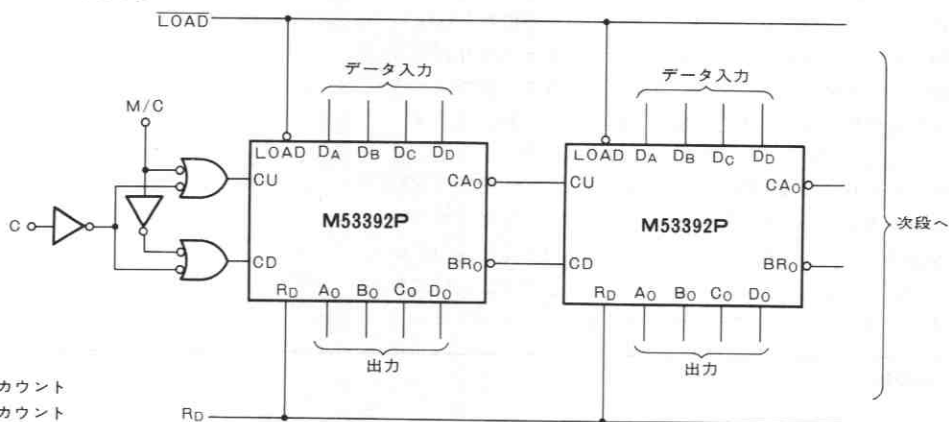 LOAD
データ入力
データ入力
M/C
LOAD DA DB DC DD
LOAD DA DB DC DD
CU
CAO
CU
CAO
C
M53392P
M53392P
次段へ
CD
BRO
CD
BRO
RD AO BO CO DO
RD AO BO CO DO
出力
出力
カウント
カウント
RD